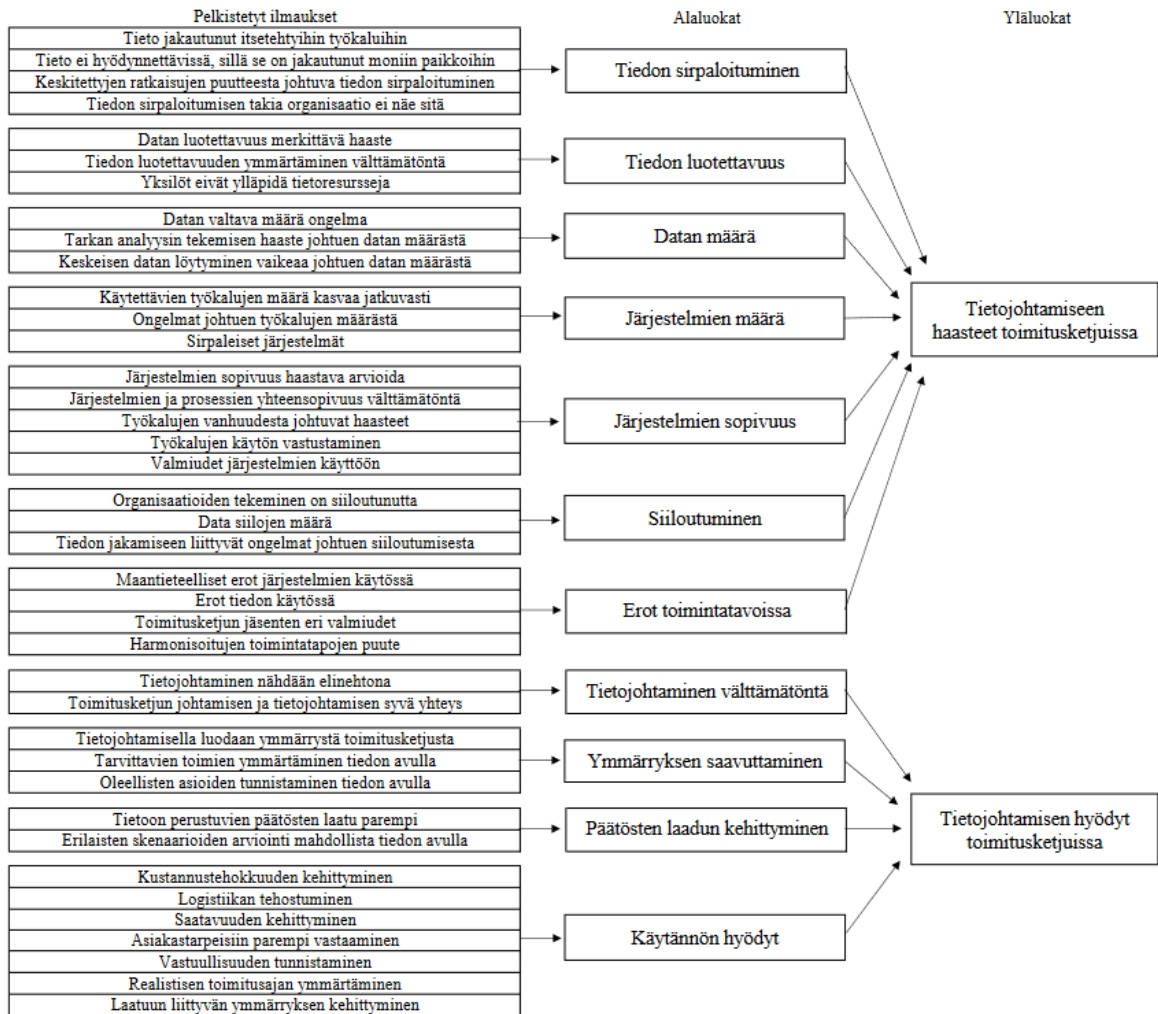 Pelkistetyt ilmaukset
Alaluokat
Yläluokat
Tieto jakautunut itsetehtyihin työkaluihin
Tieto ei hyödynnettävissä, sillä se on jakautunut moniin paikkoihin
Keskitettyjen ratkaisujen puutteesta johtuva tiedon sirpaloituminen
Tiedon sirpaloitumisen takia organisaatio ei näe sitä
Tiedon sirpaloituminen
Datan luotettavuus merkittävä haaste
Tiedon luotettavuuden ymmärtäminen välttämätöntä
Yksilöt eivät ylläpidä tietoresursseja
Tiedon luotettavuus
Datan valtava määrä ongelma
Tarkan analyysin tekemisen haaste johtuen datan määrästä
Keskeisen datan löytyminen vaikeaa johtuen datan määrästä
Datan määrä
Käytettävien työkalujen määrä kasvaa jatkuvasti
Ongelmat johtuen työkalujen määrästä
Sirpaleiset järjestelmät
Järjestelmien määrä
Järjestelmien sopivuus haastava arvioida
Järjestelmien ja prosessien yhteensopivuus välttämätöntä
Työkalujen vanhuudesta johtuvat haasteet
Työkalujen käytön vastustaminen
Valmiudet järjestelmien käyttöön
Järjestelmien sopivuus
Organisaatioiden tekeminen on siiloutunutta
Data siilojen määrä
Tiedon jakamiseen liittyvät ongelmat johtuen siiloutumisesta
Siiloutuminen
Maantieteelliset erot järjestelmien käytössä
Erot tiedon käytössä
Toimitusketjun jäsenten eri valmiudet
Harmonisoitujen toimintatapojen puute
Erot toimintatavoissa
Tietojohtamiseen
haasteet toimitusketjuissa
Tietojohtaminen nähdään elinehtona
Toimitusketjun johtamisen ja tietojohtamisen syvä yhteys
Tietojohtaminen välttämätöntä
Tietojohtamisella luodaan ymmärrystä toimitusketjusta
Tarvittavien toimien ymmärtäminen tiedon avulla
Oleellisten asioiden tunnistaminen tiedon avulla
Ymmärryksen saavuttaminen
Tietoon perustuvien päätösten laatu parempi
Erilaisten skenaarioiden arviointi mahdollista tiedon avulla
Päätösten laadun kehittyminen
Kustannustehokkuuden kehittyminen
Logistiikan tehostuminen
Saatavuuden kehittyminen
Asiakastarpeisiin parempi vastaaminen
Vastuullisuuden tunnistaminen
Realistisen toimitusajan ymmärtäminen
Laatuun liittyvän ymmärryksen kehittyminen
Käytännön hyödyt
Tietojohtamisen hyödyt
toimitusketjuissa